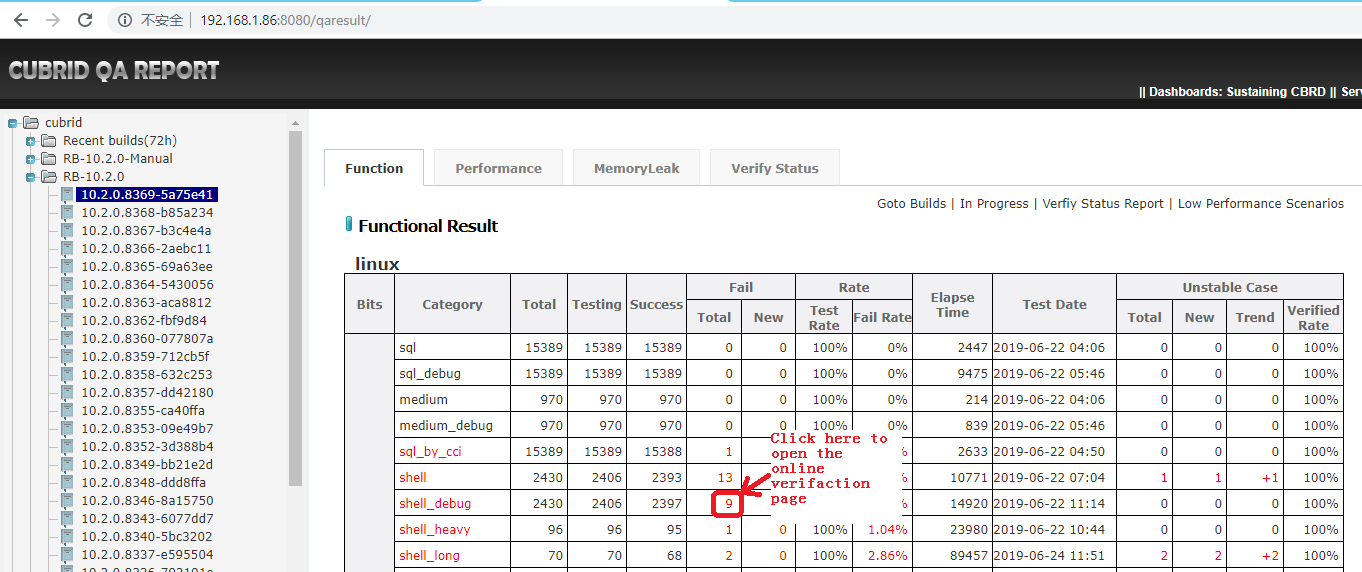 不安全 | 192.168.1.86:8080/qaresult/
CUBRID QA REPORT
|| Dashboards: Sustaining CBRD || Serv
cubrid
Recent builds(72h)
RB-10.2.0-Manual
RB-10.2.0
10.2.0.8369-5a75e41
10.2.0.8368-b85a234
10.2.0.8367-b3c4e4a
10.2.0.8366-2aebc11
10.2.0.8365-69a63ee
10.2.0.8364-5430056
10.2.0.8363-aca8812
10.2.0.8362-fbf9d84
10.2.0.8360-077807a
10.2.0.8359-712cb5f
10.2.0.8358-632c253
10.2.0.8357-dd42180
10.2.0.8355-ca40ffa
10.2.0.8353-09e49b7
10.2.0.8352-3d388b4
10.2.0.8349-bb21e2d
10.2.0.8348-ddd8ffa
10.2.0.8346-8a15750
10.2.0.8343-6077dd7
10.2.0.8340-5bc3202
10.2.0.8337-e595504
Function Performance MemoryLeak Verify Status
Goto Builds | In Progress | Verfiy Status Report | Low Performance Scenarios
Functional Result
linux
Bits Category Total Testing Success Fail Rate Elapse Time Test Date Unstable Case
Total New Test Rate Fail Rate Total New Trend Verified Rate
sql 15389 15389 15389 0 0 100% 0% 2447 2019-06-22 04:06 0 0 0 100%
sql_debug 15389 15389 15389 0 0 100% 0% 9475 2019-06-22 05:46 0 0 0 100%
medium 970 970 970 0 0 100% 0% 214 2019-06-22 04:06 0 0 0 100%
medium_debug 970 970 970 0 0 100% 0% 839 2019-06-22 05:46 0 0 0 100%
sql_by_cci 15389 15389 15388 1 % 2633 2019-06-22 04:50 0 0 0 100%
shell 2430 2406 2393 13 % 10771 2019-06-22 07:04 1 1 +1 100%
shell_debug 2430 2406 2397 9 % 14920 2019-06-22 11:14 0 0 0 100%
shell_heavy 96 96 95 1 0 100% 1.04% 23980 2019-06-22 10:44 0 0 0 100%
shell_long 70 70 68 2 0 100% 2.86% 89457 2019-06-24 11:51 2 2 +2 100%
Click here to
open the
online
verifaction
page